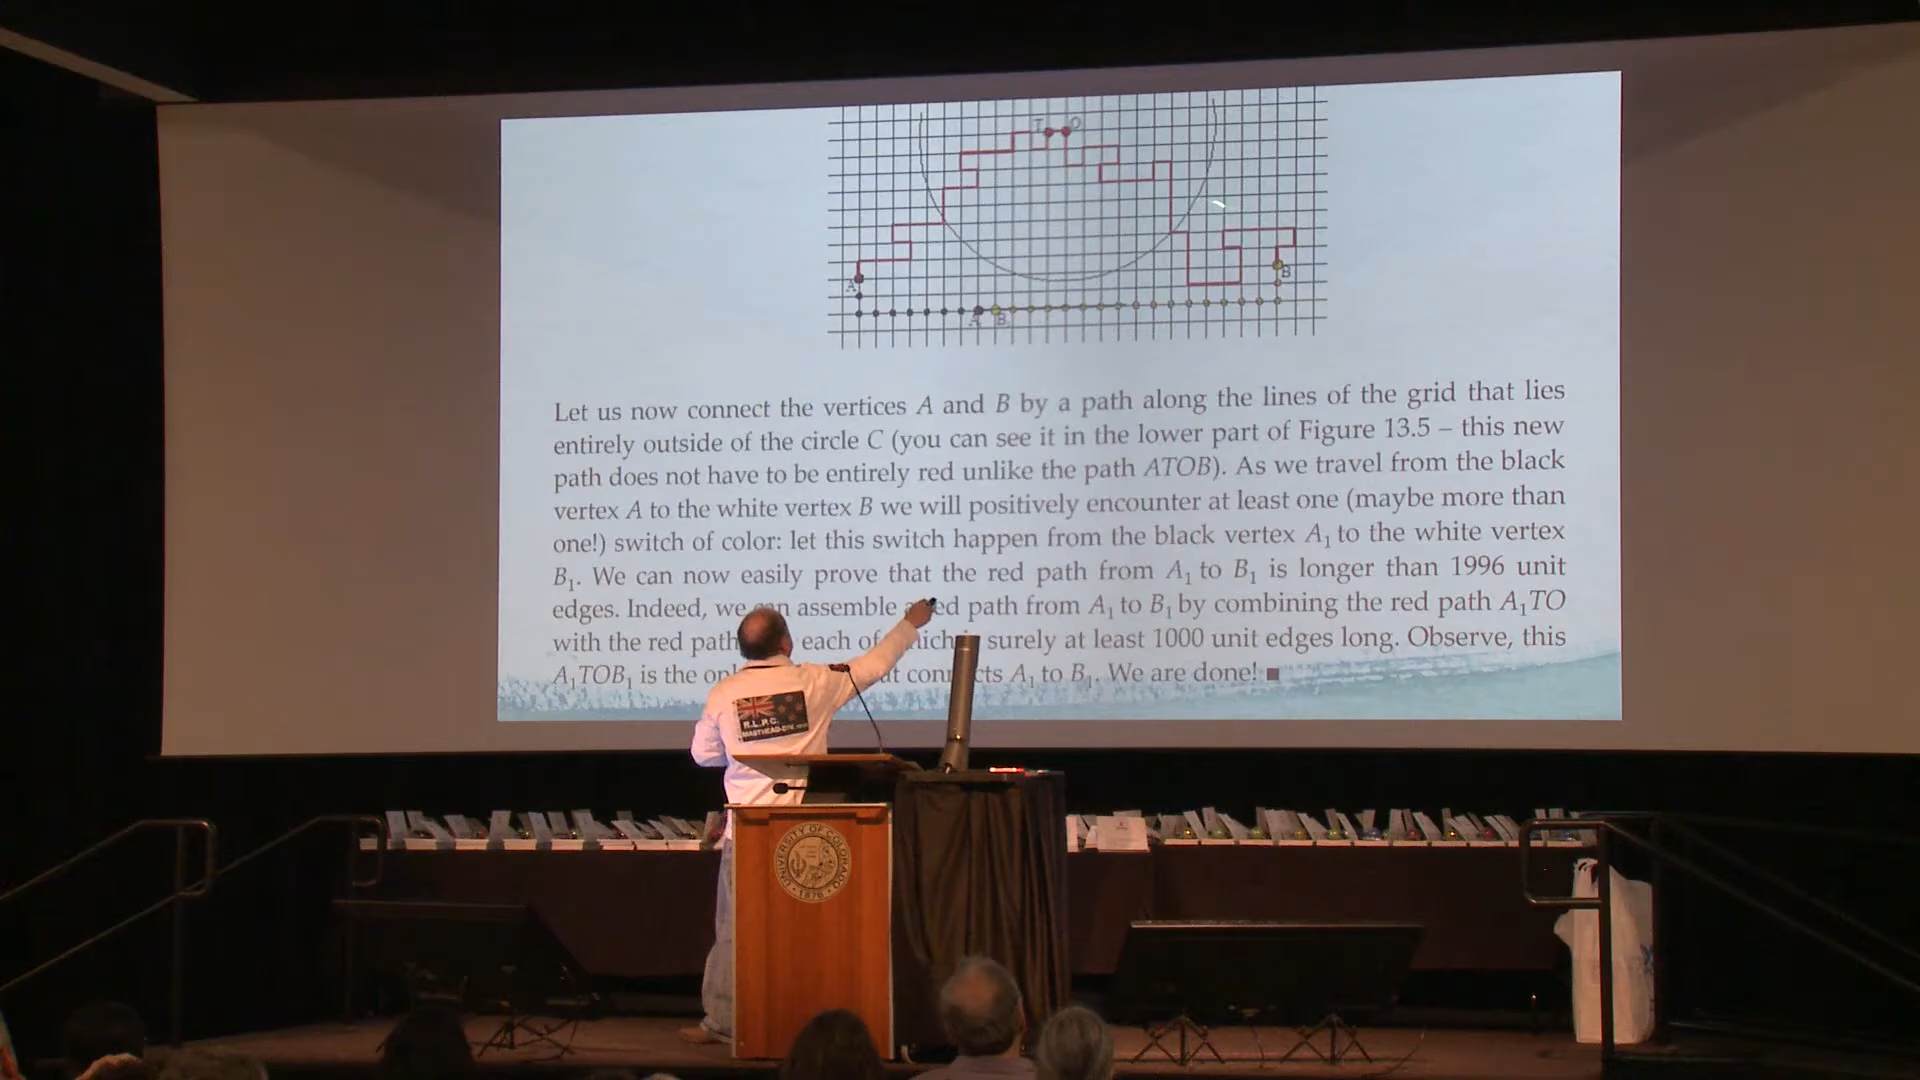 T O
A
B
A B
Let us now connect the vertices A and B by a path along the lines of the grid that lies
entirely outside of the circle C (you can see it in the lower part of Figure 13.5 – this new
path does not have to be entirely red unlike the path ATOB). As we travel from the black
vertex A to the white vertex B we will positively encounter at least one (maybe more than
one!) switch of color: let this switch happen from the black vertex A₁ to the white vertex
B₁. We can now easily prove that the red path from A₁ to B₁ is longer than 1996 unit
edges. Indeed, we can assemble a red path from A₁ to B₁ by combining the red path A₁TO
with the red path each of which surely at least 1000 unit edges long. Observe, this
A₁TOB₁ is the connects A₁ to B₁. We are done! ■
R.L.P.C.
UNIVERSITY OF COLORADO
1876